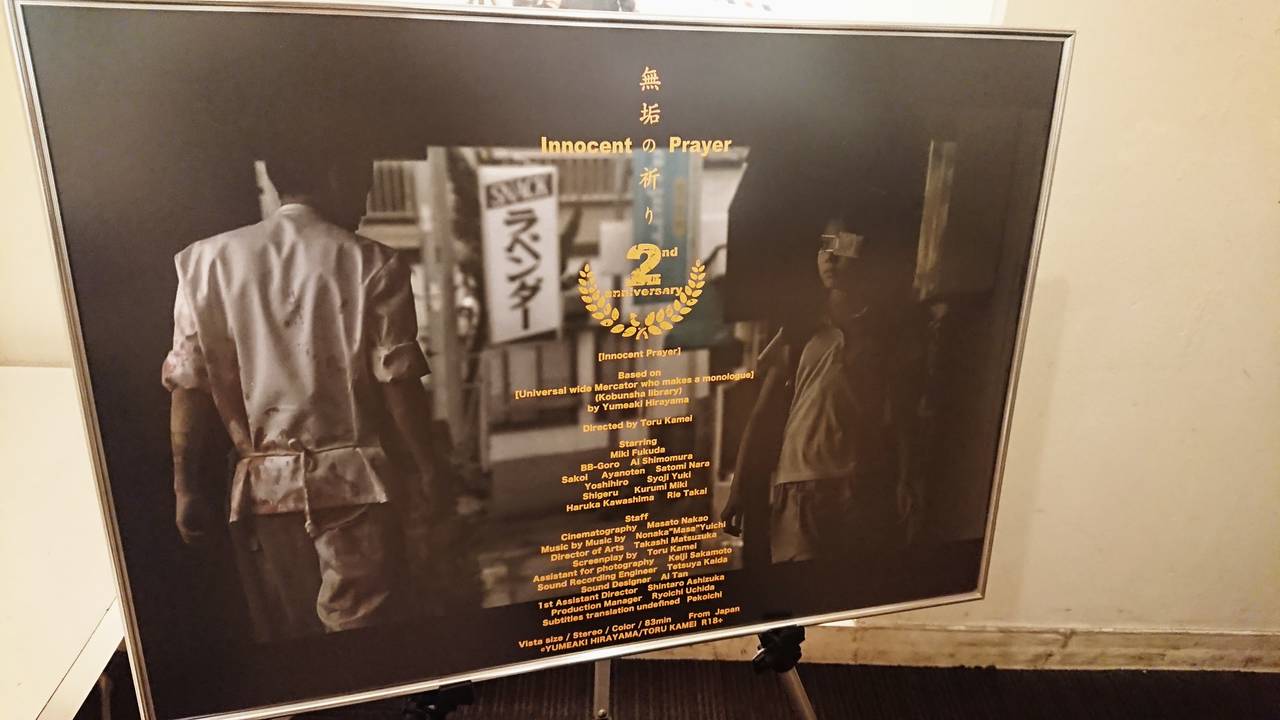 無垢の祈り
Innocent Prayer
SNACK
ラベンダー
2nd
anniversary
[Innocent Prayer]
Based on
[Universal wide Mercator who makes a monologue]
(Kobunsha library)
by Yumeaki Hirayama
Directed by Toru Kamei
Starring
Miki Fukuda
BB-Goro Ai Shimomura
Sakol Ayanoten Satomi Nara
Yoshihiro Syoji Yuki
Shigeru Kurumi Miki
Haruka Kawashima Rie Takai
Staff
Cinematography Masato Nakao
Music by Music by Nonaka"Masa"Yuichi
Director of Arts Takashi Matsuzuka
Screenplay by Toru Kamei
Assistant for photography Keiji Sakamoto
Sound Recording Engineer Tetsuya Kaida
Sound Designer Ai Tan
1st Assistant Director Shintaro Ashizuka
Production Manager Ryoichi Uchida
Subtitles translation undefined Pekoichi
Vista size / Stereo / Color / 83min From Japan
©YUMEAKI HIRAYAMA/TORU KAMEI R18+